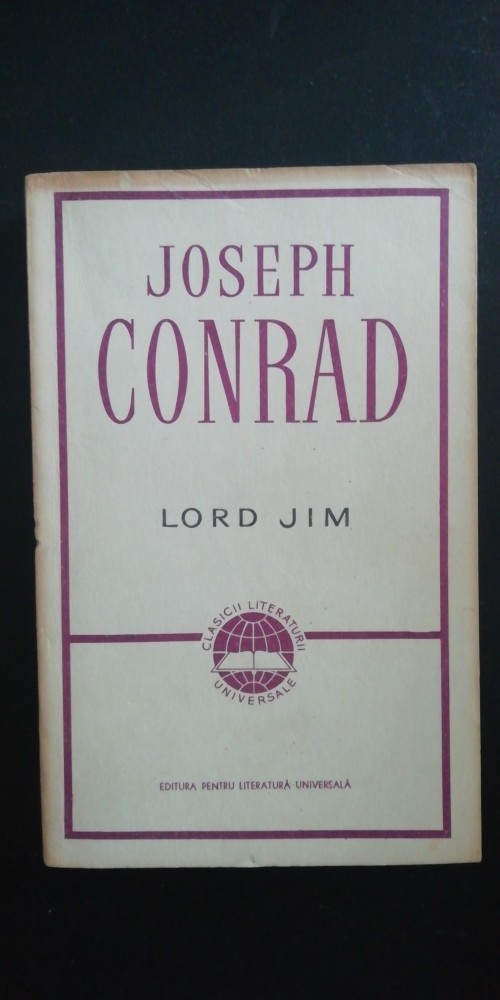 JOSEPH
CONRAD
LORD JIM
CLASICII LITERATURII
UNIVERSALE
EDITURA PENTRU LITERATURĂ UNIVERSALĂ